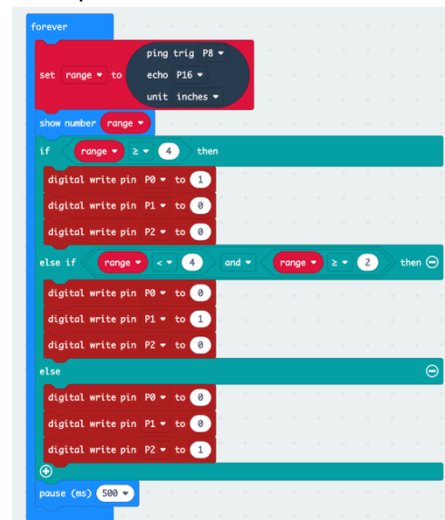 forever
ping trig P8
set range to echo P16
unit inches
show number range
if range ≥ 4 then
digital write pin P0 to 1
digital write pin P1 to 0
digital write pin P2 to 0
else if range < 4 and range ≥ 2 then
digital write pin P0 to 0
digital write pin P1 to 1
digital write pin P2 to 0
else
digital write pin P0 to 0
digital write pin P1 to 0
digital write pin P2 to 1
pause (ms) 500